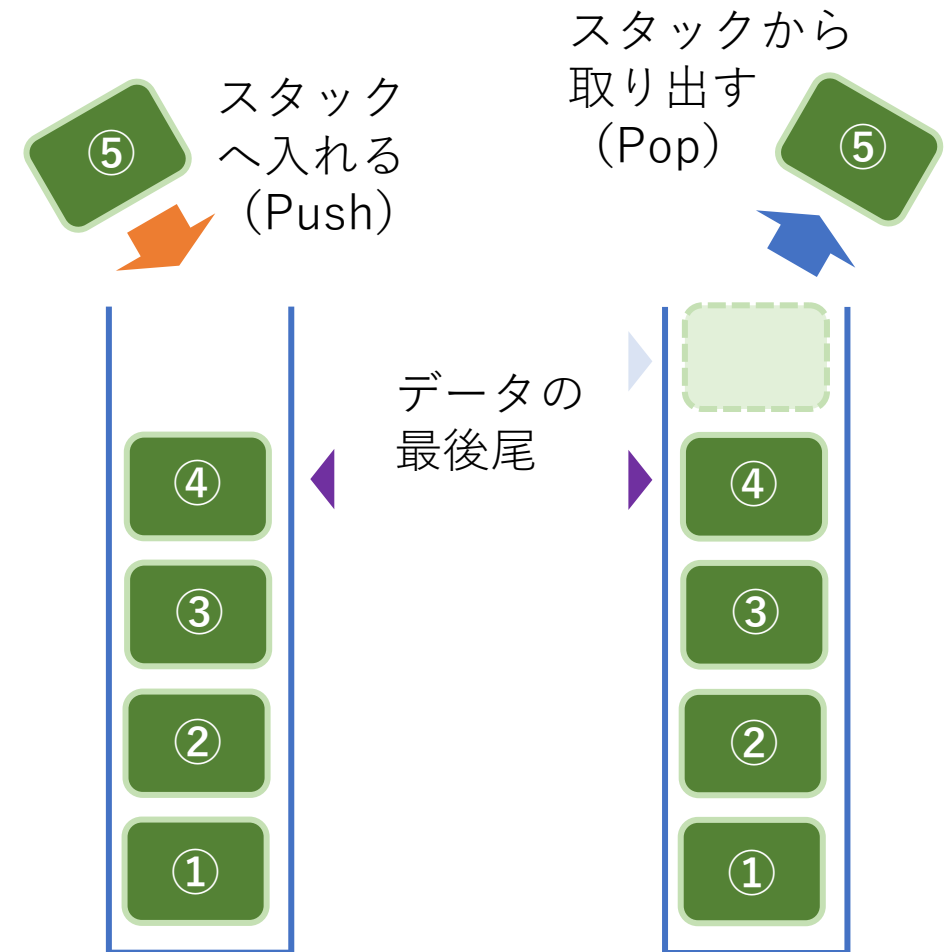 ⑤
スタック
へ入れる
(Push)
スタックから
取り出す
(Pop)
⑤
データの
最後尾
④
③
②
①
④
③
②
①